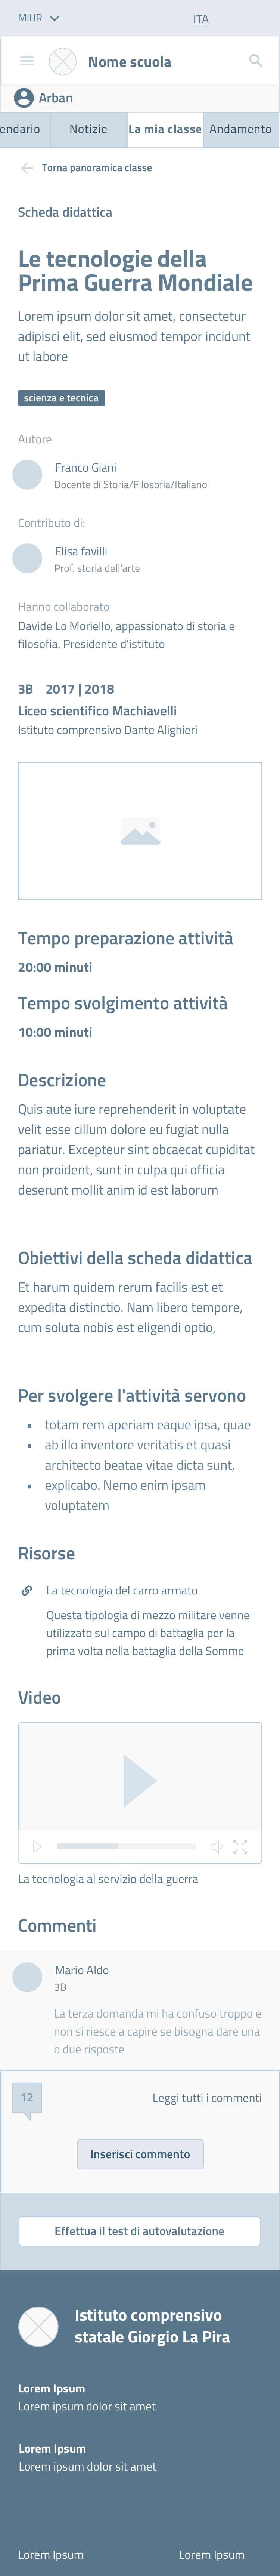 MIUR ITA
Nome scuola
Arban
endario Notizie La mia classe Andamento
Torna panoramica classe
Scheda didattica
Le tecnologie della
Prima Guerra Mondiale
Lorem ipsum dolor sit amet, consectetur
adipisci elit, sed eiusmod tempor incidunt
ut labore
scienza e tecnica
Autore
Franco Giani
Docente di Storia/Filosofia/Italiano
Contributo di:
Elisa favilli
Prof. storia dell'arte
Hanno collaborato
Davide Lo Moriello, appassionato di storia e
filosofia. Presidente d'istituto
3B 2017 | 2018
Liceo scientifico Machiavelli
Istituto comprensivo Dante Alighieri
Tempo preparazione attività
20:00 minuti
Tempo svolgimento attività
10:00 minuti
Descrizione
Quis aute iure reprehenderit in voluptate
velit esse cillum dolore eu fugiat nulla
pariatur. Excepteur sint obcaecat cupiditat
non proident, sunt in culpa qui officia
deserunt mollit anim id est laborum
Obiettivi della scheda didattica
Et harum quidem rerum facilis est et
expedita distinctio. Nam libero tempore,
cum soluta nobis est eligendi optio,
Per svolgere l'attività servono
▪ totam rem aperiam eaque ipsa, quae
▪ ab illo inventore veritatis et quasi
architecto beatae vitae dicta sunt,
▪ explicabo. Nemo enim ipsam
voluptatem
Risorse
La tecnologia del carro armato
Questa tipologia di mezzo militare venne
utilizzato sul campo di battaglia per la
prima volta nella battaglia della Somme
Video
La tecnologia al servizio della guerra
Commenti
Mario Aldo
3B
La terza domanda mi ha confuso troppo e
non si riesce a capire se bisogna dare una
o due risposte
12 Leggi tutti i commenti
Inserisci commento
Effettua il test di autovalutazione
Istituto comprensivo
statale Giorgio La Pira
Lorem Ipsum
Lorem ipsum dolor sit amet
Lorem Ipsum
Lorem ipsum dolor sit amet
Lorem Ipsum Lorem Ipsum